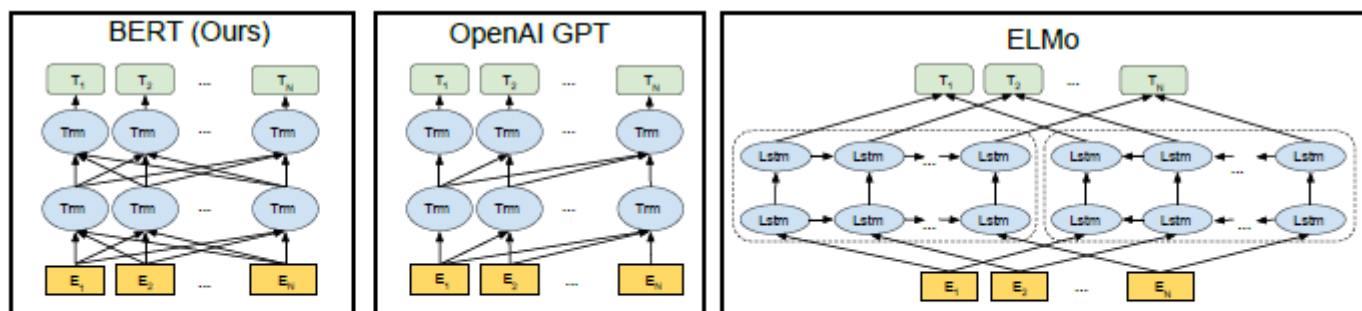 BERT (Ours)
T1 T2 ... TN
Trm Trm ... Trm
Trm Trm ... Trm
E1 E2 ... EN
OpenAI GPT
T1 T2 ... TN
Trm Trm ... Trm
Trm Trm ... Trm
E1 E2 ... EN
ELMo
T1 T2 ... TN
Lstm Lstm ... Lstm Lstm Lstm ... Lstm
Lstm Lstm ... Lstm Lstm Lstm ... Lstm
E1 E2 ... EN